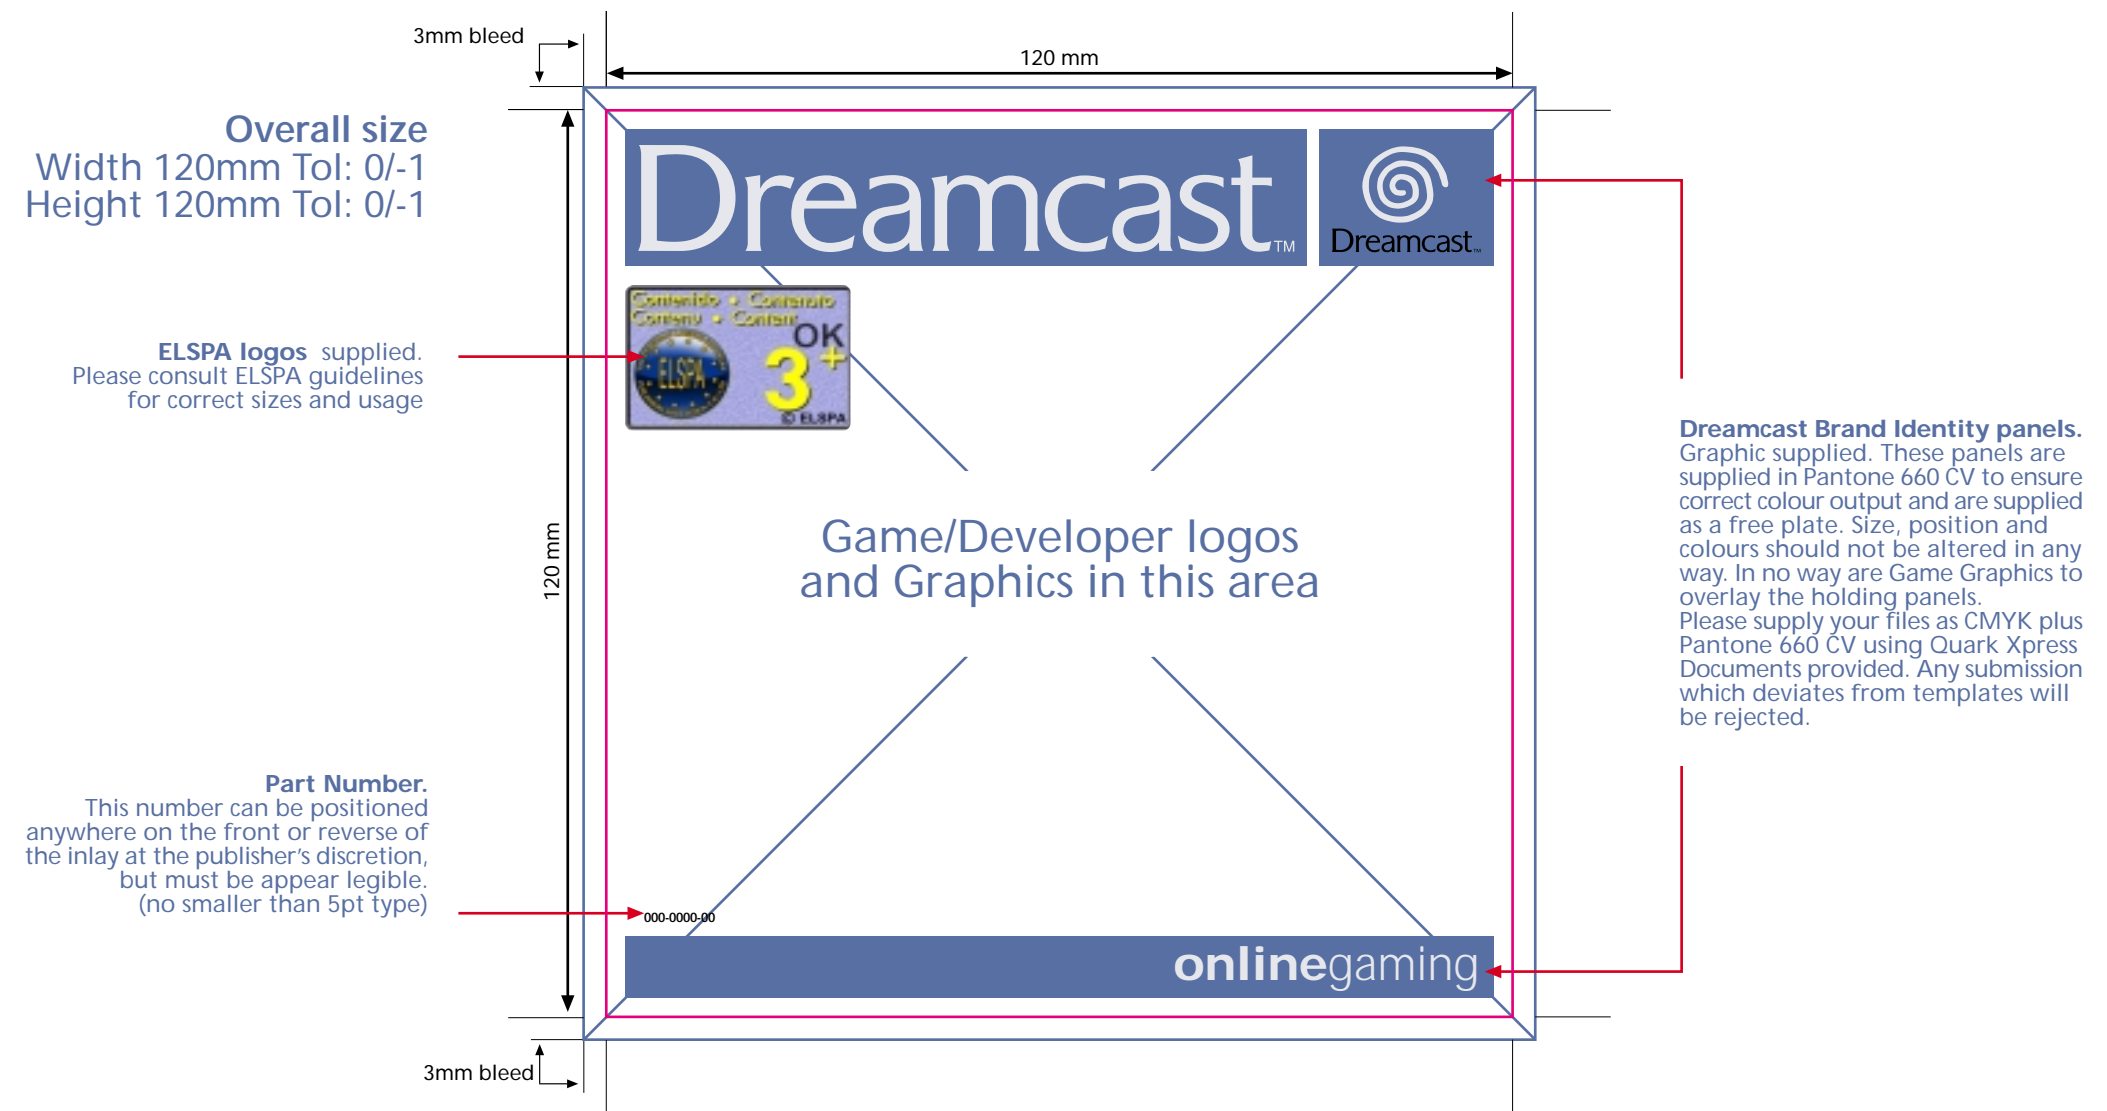 3mm bleed
120 mm
Overall size
Width 120mm Tol: 0/-1
Height 120mm Tol: 0/-1
Dreamcast™
Dreamcast™
Contenido • Contenuto
Contenu • Content
OK
3+
ELSPA
© ELSPA
ELSPA logos supplied.
Please consult ELSPA guidelines
for correct sizes and usage
120 mm
Game/Developer logos
and Graphics in this area
Dreamcast Brand Identity panels.
Graphic supplied. These panels are
supplied in Pantone 660 CV to ensure
correct colour output and are supplied
as a free plate. Size, position and
colours should not be altered in any
way. In no way are Game Graphics to
overlay the holding panels.
Please supply your files as CMYK plus
Pantone 660 CV using Quark Xpress
Documents provided. Any submission
which deviates from templates will
be rejected.
Part Number.
This number can be positioned
anywhere on the front or reverse of
the inlay at the publisher's discretion,
but must be appear legible.
(no smaller than 5pt type)
000-0000-00
onlinegaming
3mm bleed